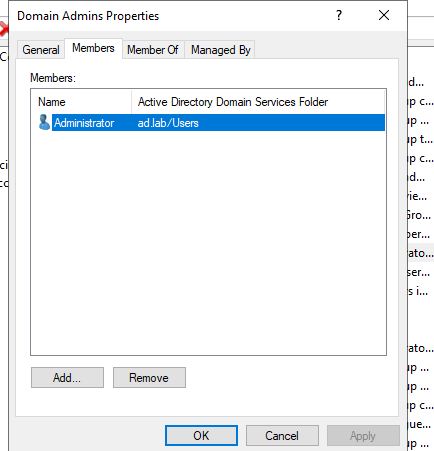 Domain Admins Properties
?
General Members Member Of Managed By
Members:
Name Active Directory Domain Services Folder
Administrator ad.lab/Users
Add... Remove
OK Cancel Apply